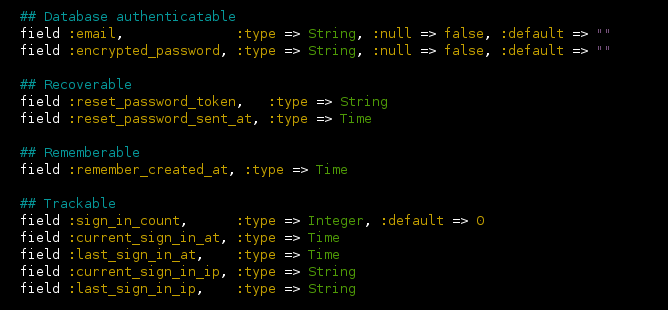 ## Database authenticatable
field :email,              :type => String, :null => false, :default => ""
field :encrypted_password, :type => String, :null => false, :default => ""
## Recoverable
field :reset_password_token,   :type => String
field :reset_password_sent_at, :type => Time
## Rememberable
field :remember_created_at, :type => Time
## Trackable
field :sign_in_count,      :type => Integer, :default => 0
field :current_sign_in_at, :type => Time
field :last_sign_in_at,    :type => Time
field :current_sign_in_ip, :type => String
field :last_sign_in_ip,    :type => String